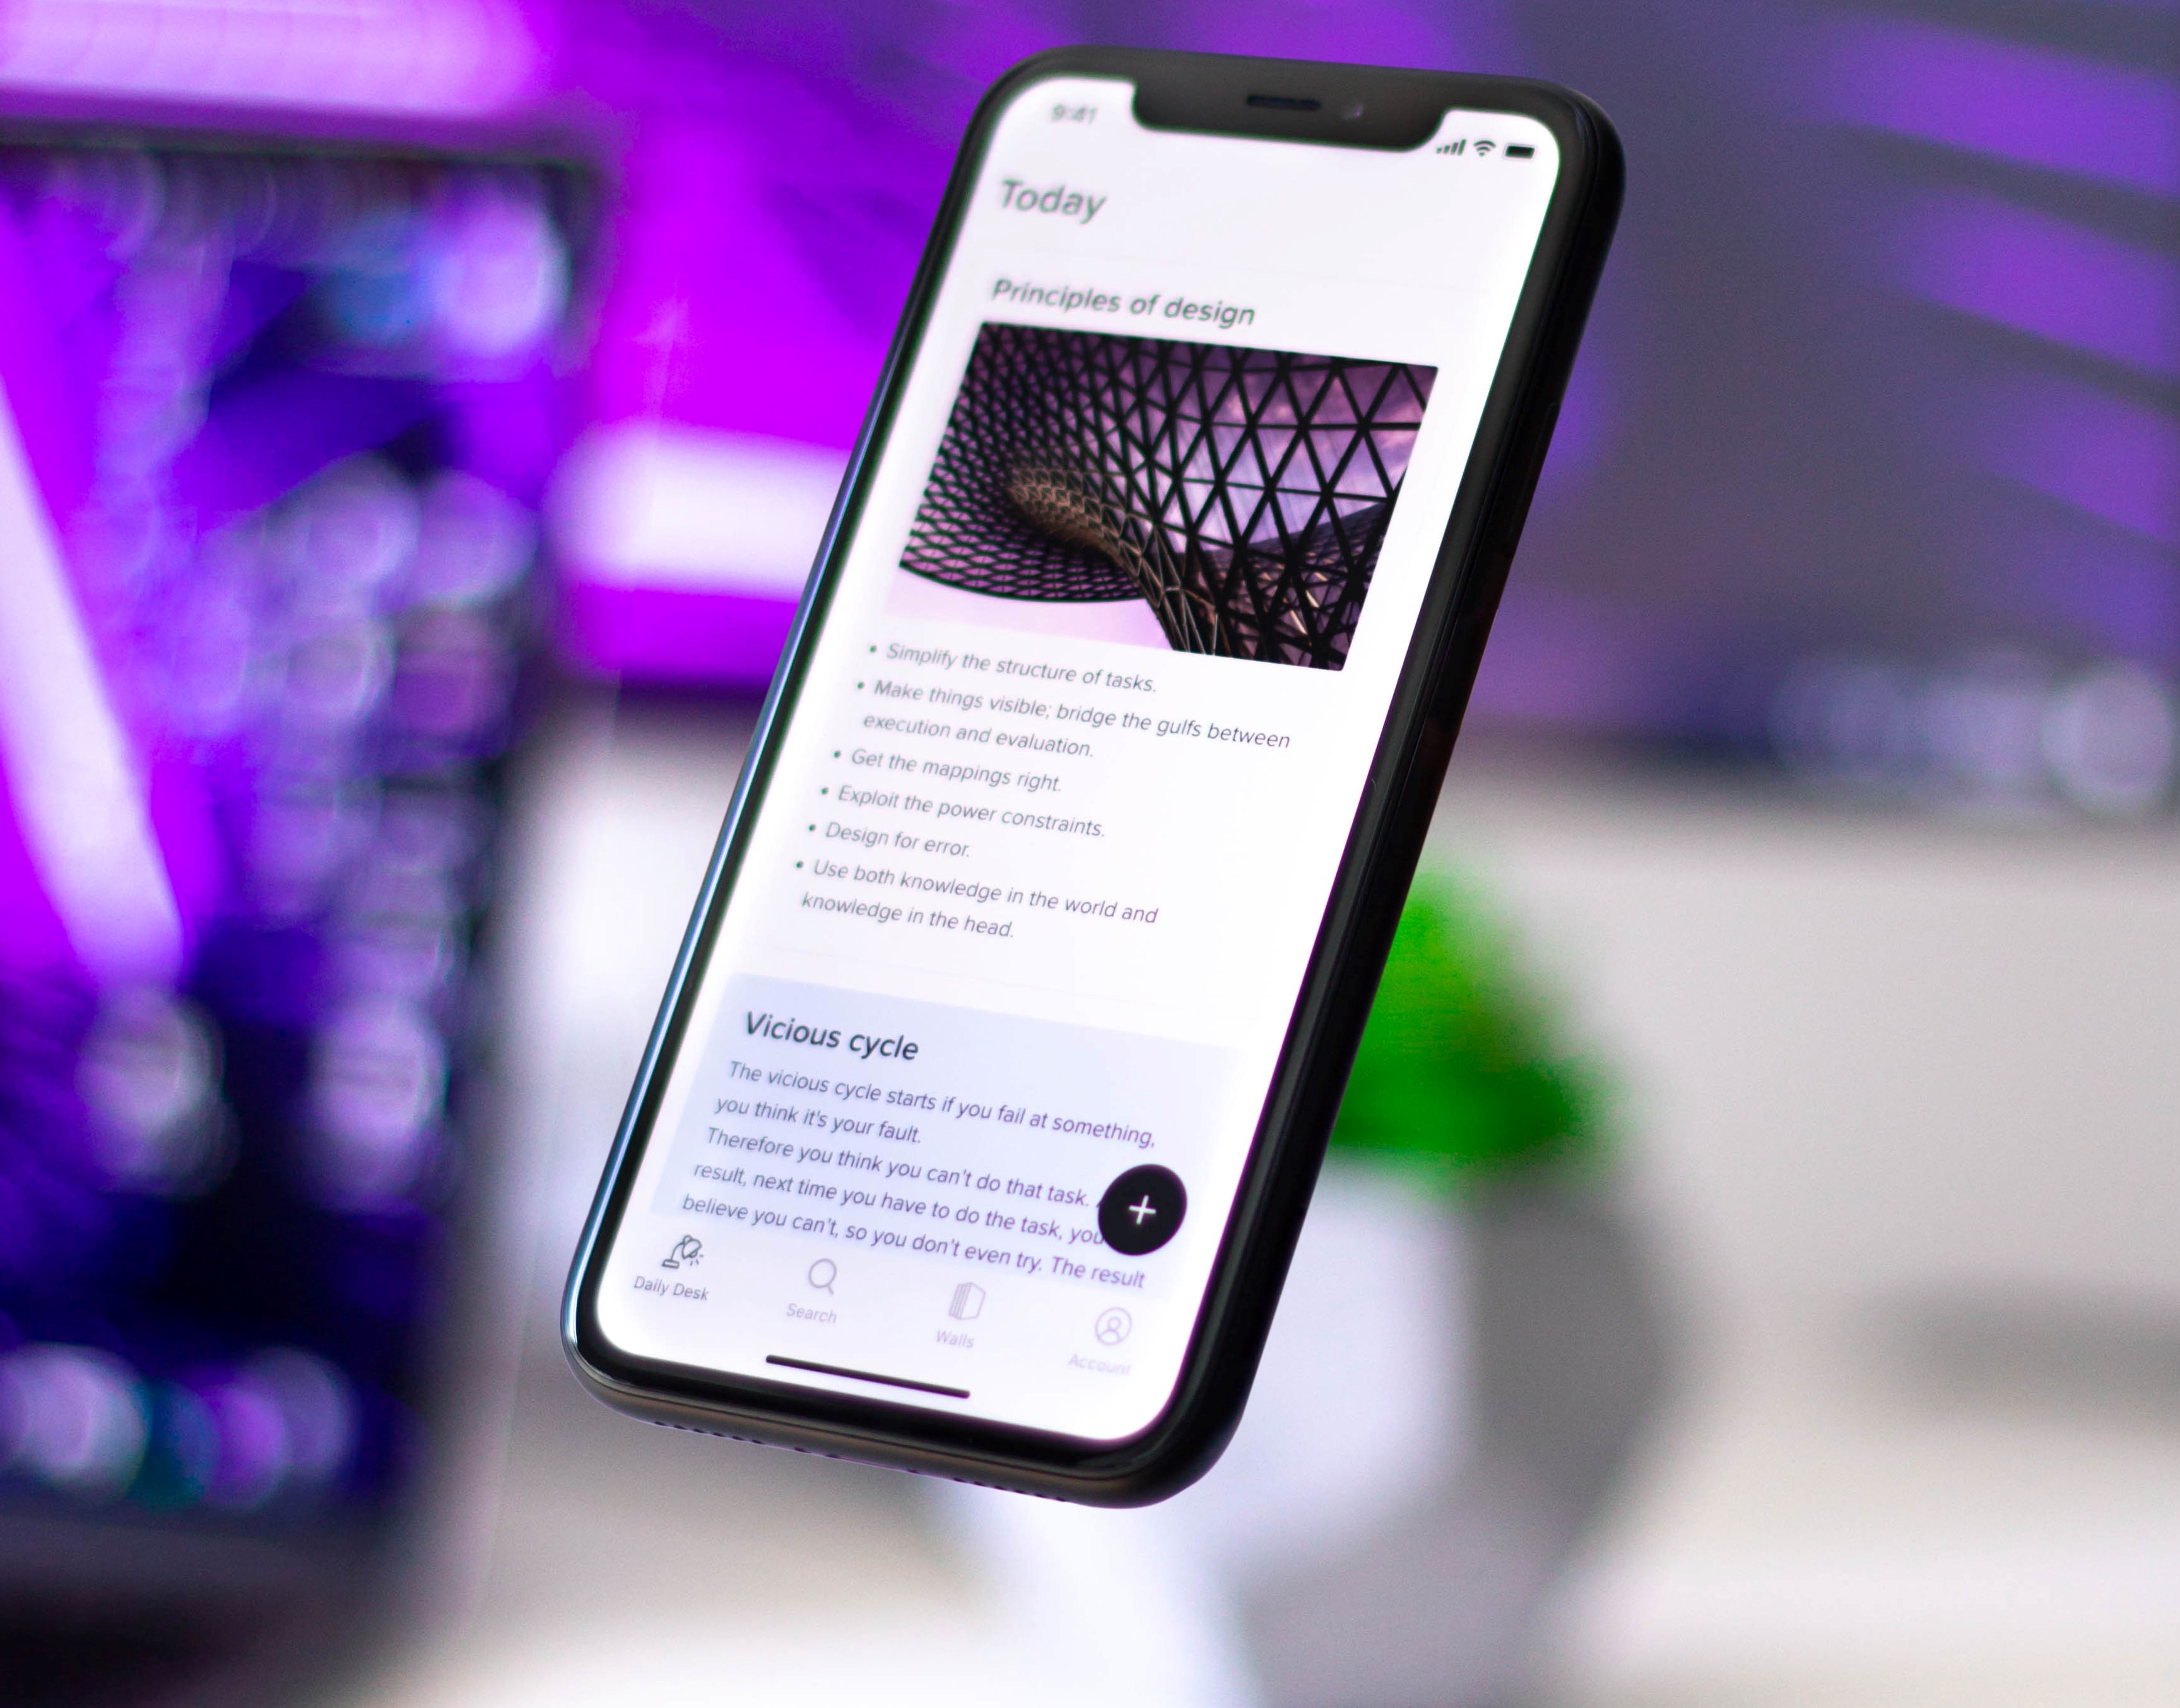 9:41
Today
Principles of design
• Simplify the structure of tasks.
• Make things visible; bridge the gulfs between
execution and evaluation.
• Get the mappings right.
• Exploit the power constraints.
• Design for error.
• Use both knowledge in the world and
knowledge in the head.
Vicious cycle
The vicious cycle starts if you fail at something,
you think it's your fault.
Therefore you think you can't do that task.
result, next time you have to do the task, you
believe you can't, so you don't even try. The result
+
Daily Desk
Search
Walls
Account